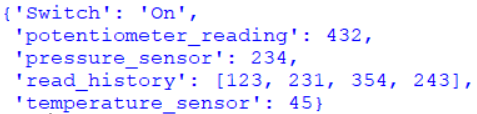 {'Switch': 'On',
 'potentiometer_reading': 432,
 'pressure_sensor': 234,
 'read_history': [123, 231, 354, 243],
 'temperature_sensor': 45}